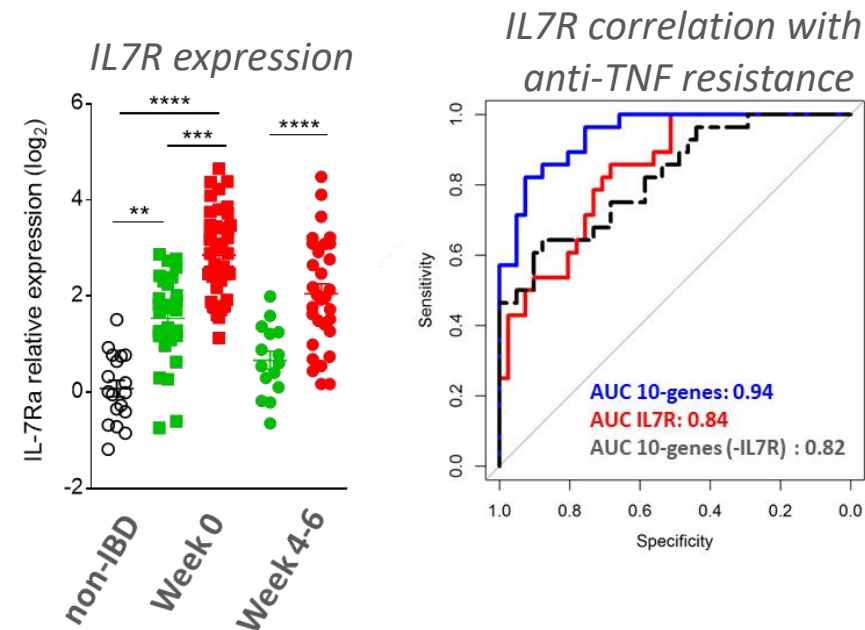 IL7R expression
****
***
****
**
IL-7Ra relative expression (log2)
6
4
2
0
-2
non-IBD
Week 0
Week 4-6
IL7R correlation with
anti-TNF resistance
Sensitivity
1.0
0.8
0.6
0.4
0.2
0.0
AUC 10-genes: 0.94
AUC IL7R: 0.84
AUC 10-genes (-IL7R) : 0.82
1.0
0.8
0.6
0.4
0.2
0.0
Specificity